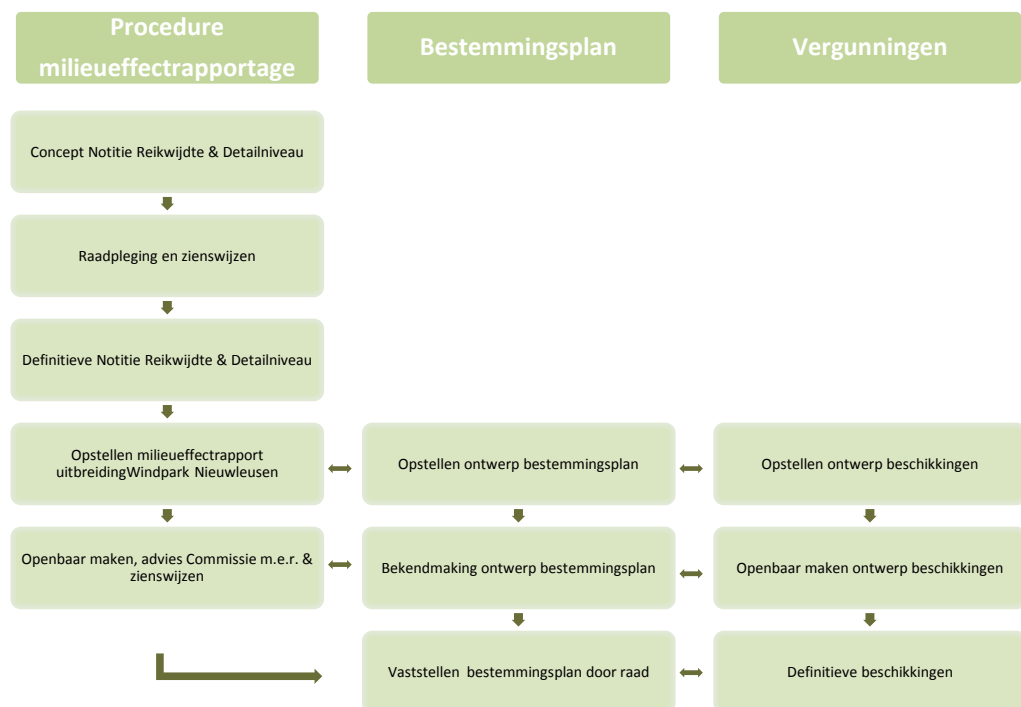 Procedure
milieueffectrapportage
Bestemmingsplan
Vergunningen
Concept Notitie Reikwijdte & Detailniveau
Raadpleging en zienswijzen
Definitieve Notitie Reikwijdte & Detailniveau
Opstellen milieueffectrapport
uitbreidingWindpark Nieuwleusen
Opstellen ontwerp bestemmingsplan
Opstellen ontwerp beschikkingen
Openbaar maken, advies Commissie m.e.r. &
zienswijzen
Bekendmaking ontwerp bestemmingsplan
Openbaar maken ontwerp beschikkingen
Vaststellen bestemmingsplan door raad
Definitieve beschikkingen